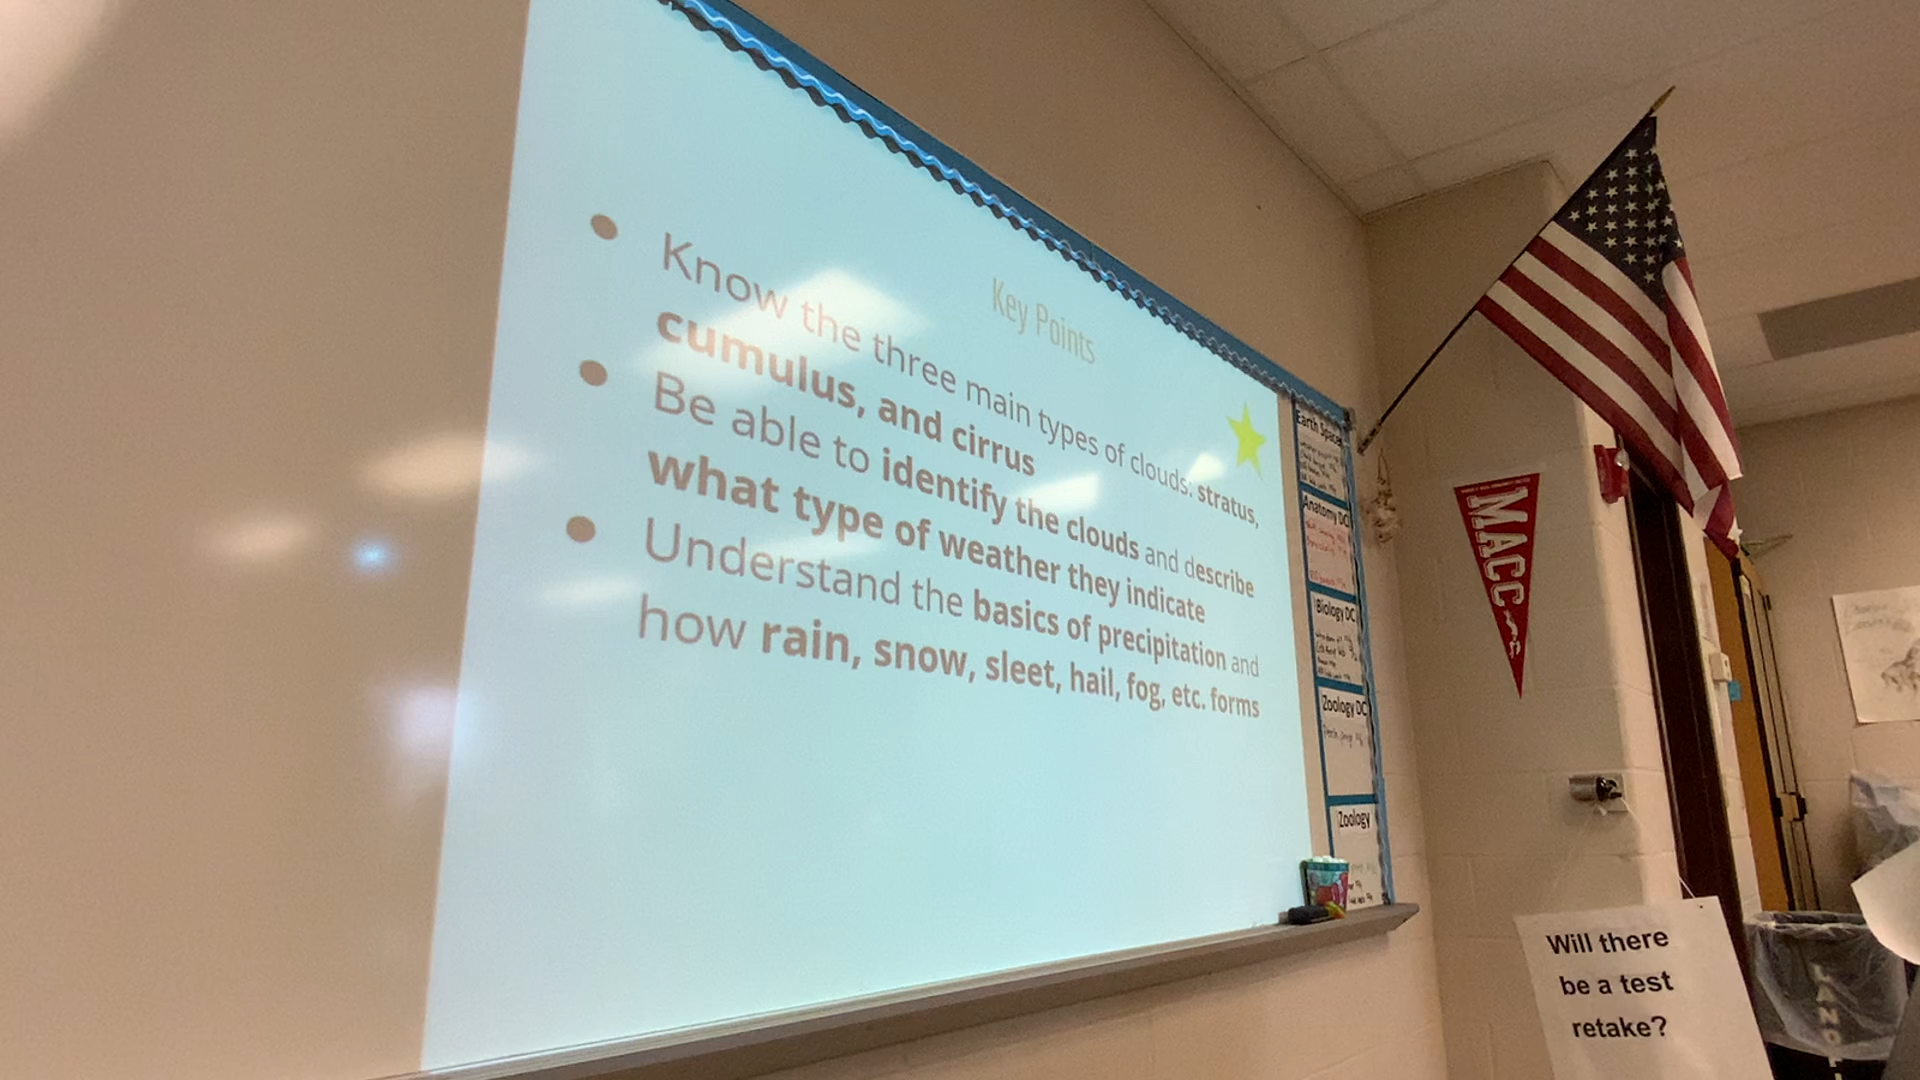 Key Points
Know the three main types of clouds: stratus,
cumulus, and cirrus
Be able to identify the clouds and describe
what type of weather they indicate
Understand the basics of precipitation and
how rain, snow, sleet, hail, fog, etc. forms
Earth Space
Anatomy DC
Biology DC
Zoology DC
Zoology
MACC
Will there
be a test
retake?